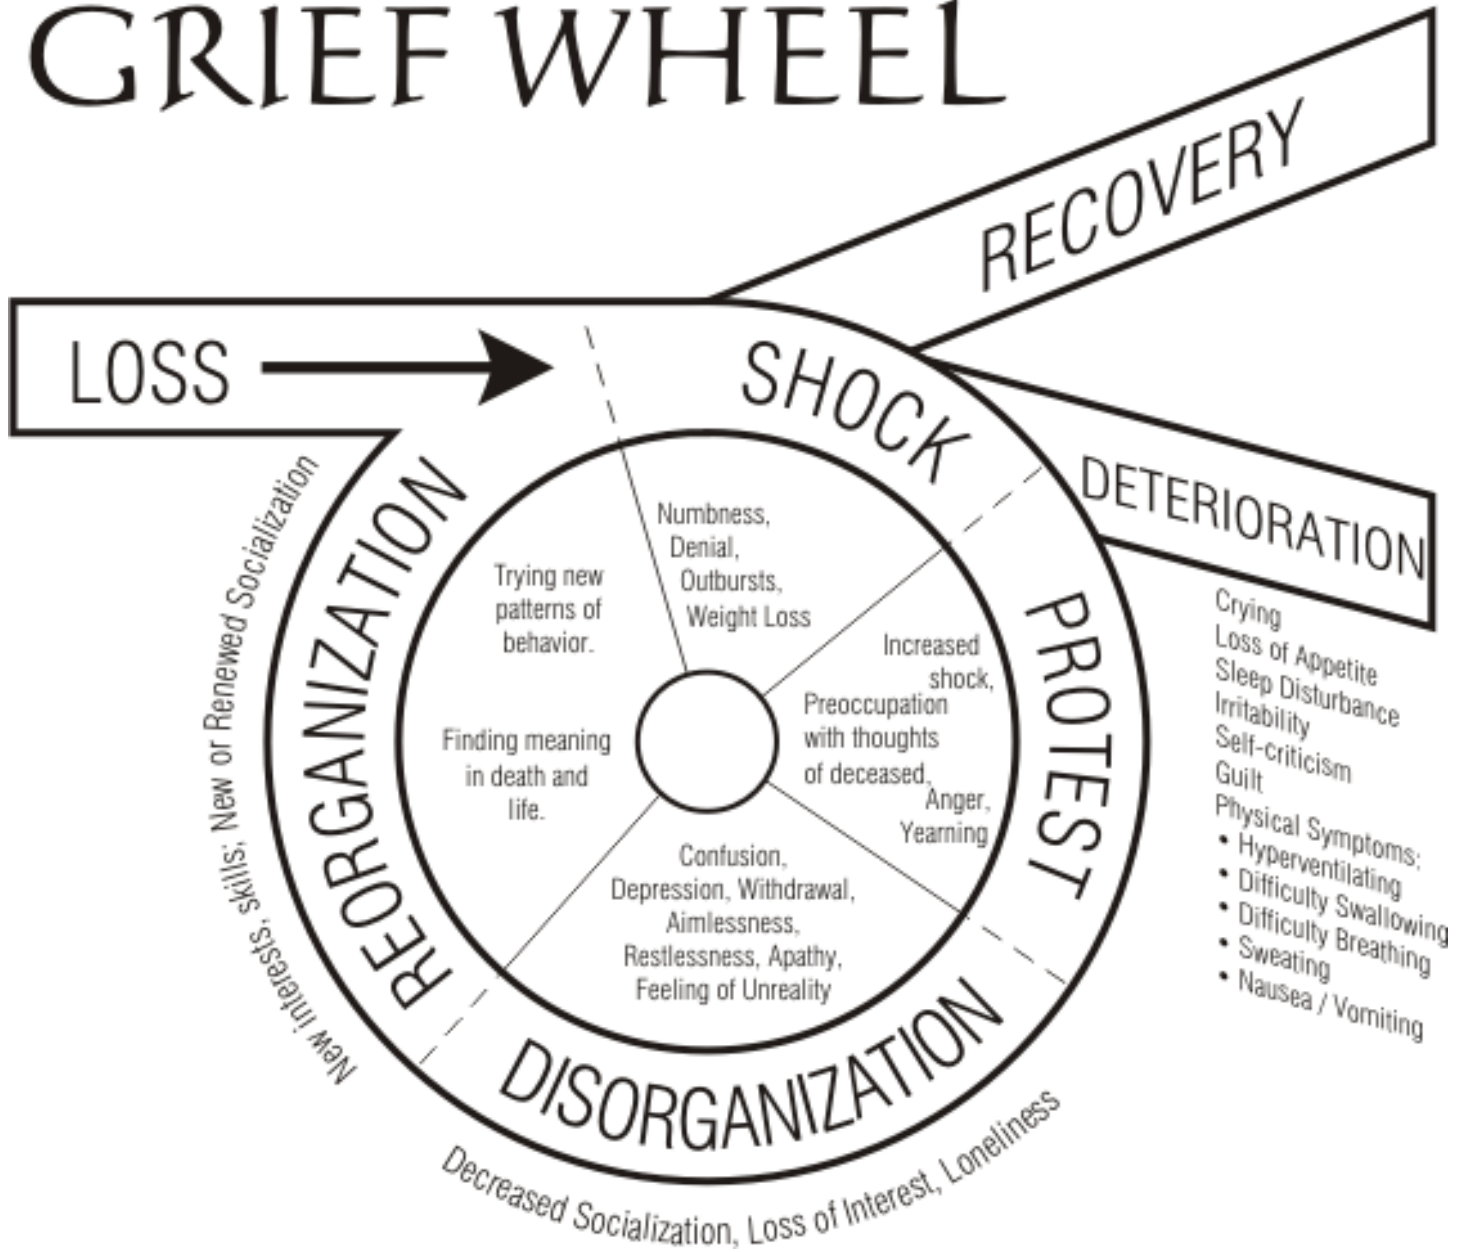 GRIEF WHEEL
RECOVERY
LOSS
SHOCK
DETERIORATION
Crying
Loss of Appetite
Sleep Disturbance
Irritability
Self-criticism
Guilt
Physical Symptoms:
• Hyperventilating
• Difficulty Swallowing
• Difficulty Breathing
• Sweating
• Nausea / Vomiting
Numbness,
Denial,
Outbursts,
Weight Loss
PROTEST
Increased
shock,
Preoccupation
with thoughts
of deceased,
Anger,
Yearning
DISORGANIZATION
Confusion,
Depression, Withdrawal,
Aimlessness,
Restlessness, Apathy,
Feeling of Unreality
Decreased Socialization, Loss of Interest, Loneliness
REORGANIZATION
Trying new
patterns of
behavior.
Finding meaning
in death and
life.
New interests, skills; New or Renewed Socialization